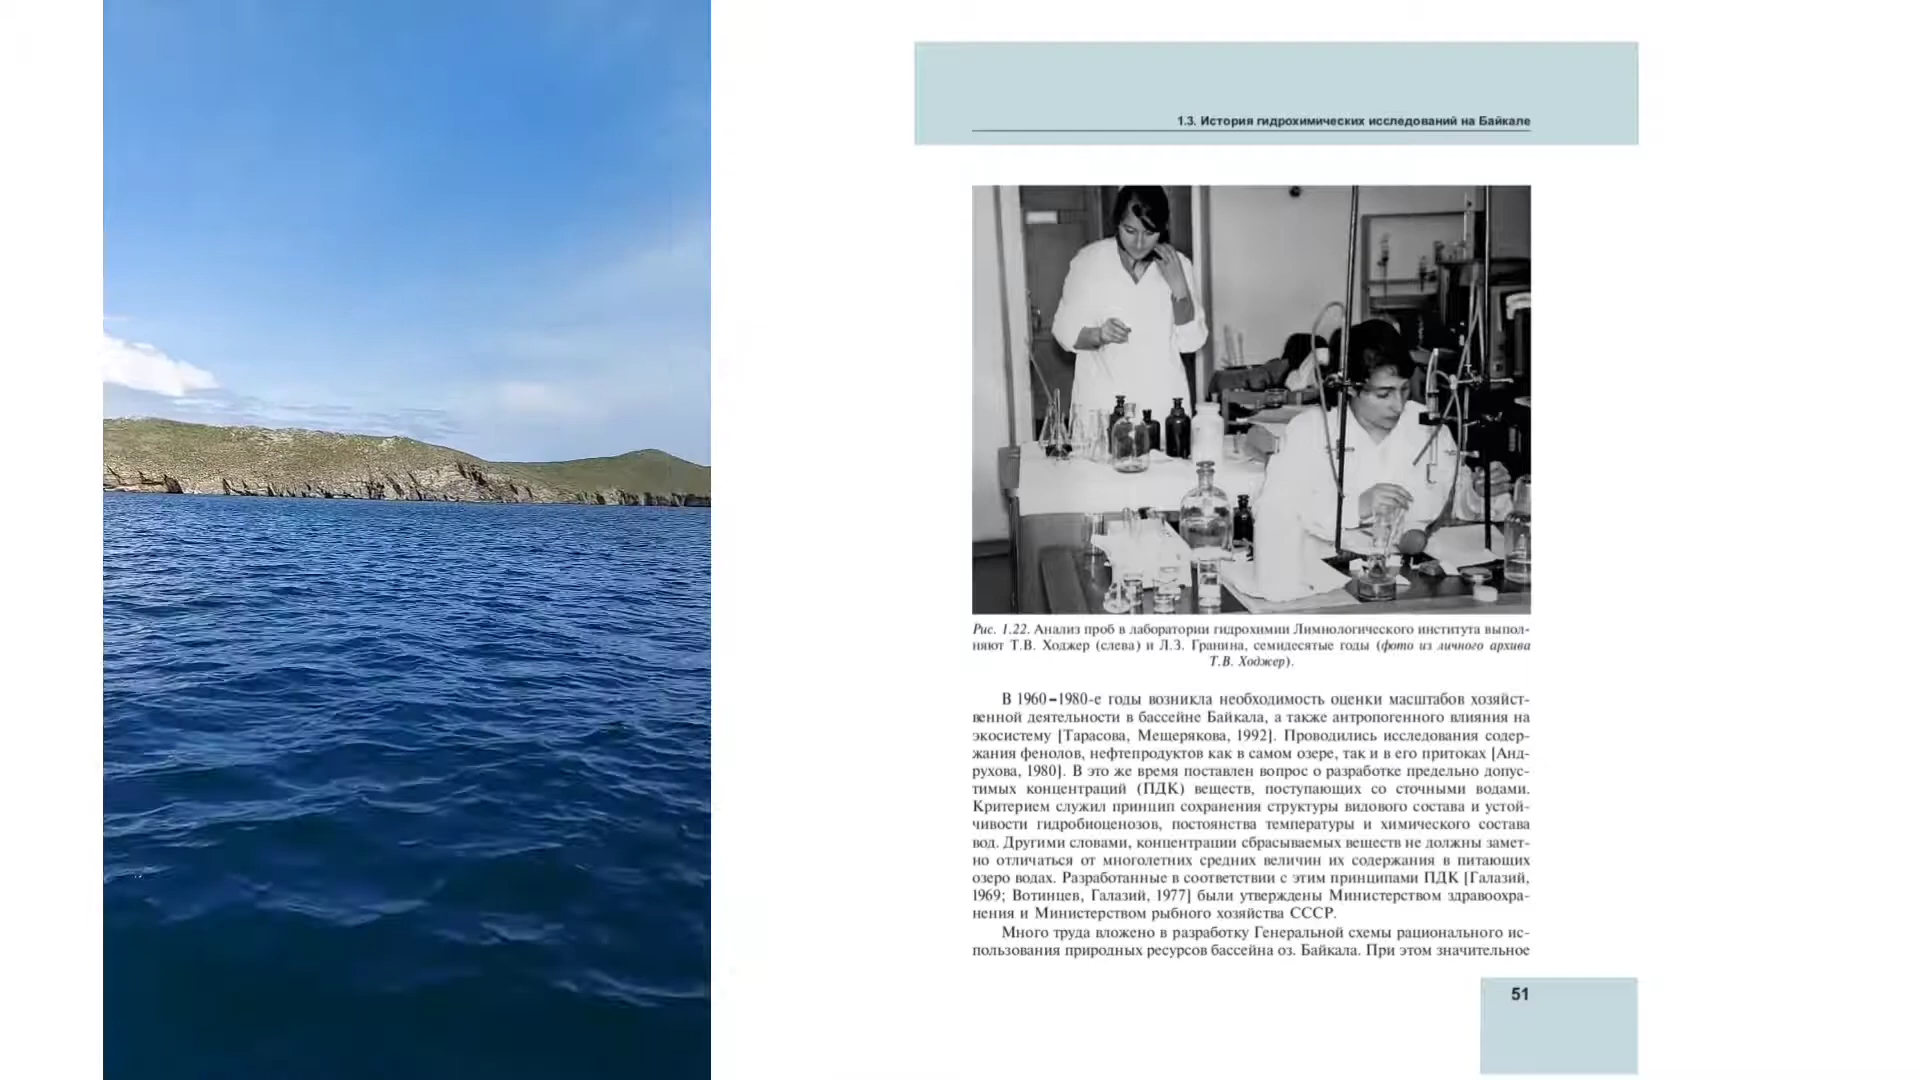 1.3. История гидрохимических исследований на Байкале
Рис. 1.22. Анализ проб в лаборатории гидрохимии Лимнологического института выпол-
няют Т.В. Ходжер (слева) и Л.З. Гранина, семидесятые годы (фото из личного архива
Т.В. Ходжер).
В 1960–1980-е годы возникла необходимость оценки масштабов хозяйст-
венной деятельности в бассейне Байкала, а также антропогенного влияния на
экосистему [Тарасова, Мещерякова, 1992]. Проводились исследования содер-
жания фенолов, нефтепродуктов как в самом озере, так и в его притоках [Анд-
рухова, 1980]. В это же время поставлен вопрос о разработке предельно допус-
тимых концентраций (ПДК) веществ, поступающих со сточными водами.
Критерием служил принцип сохранения структуры видового состава и устой-
чивости гидробиоценозов, постоянства температуры и химического состава
вод. Другими словами, концентрации сбрасываемых веществ не должны замет-
но отличаться от многолетних средних величин их содержания в питающих
озеро водах. Разработанные в соответствии с этим принципами ПДК [Галазий,
1969; Вотинцев, Галазий, 1977] были утверждены Министерством здравоохра-
нения и Министерством рыбного хозяйства СССР.
Много труда вложено в разработку Генеральной схемы рационального ис-
пользования природных ресурсов бассейна оз. Байкала. При этом значительное
51